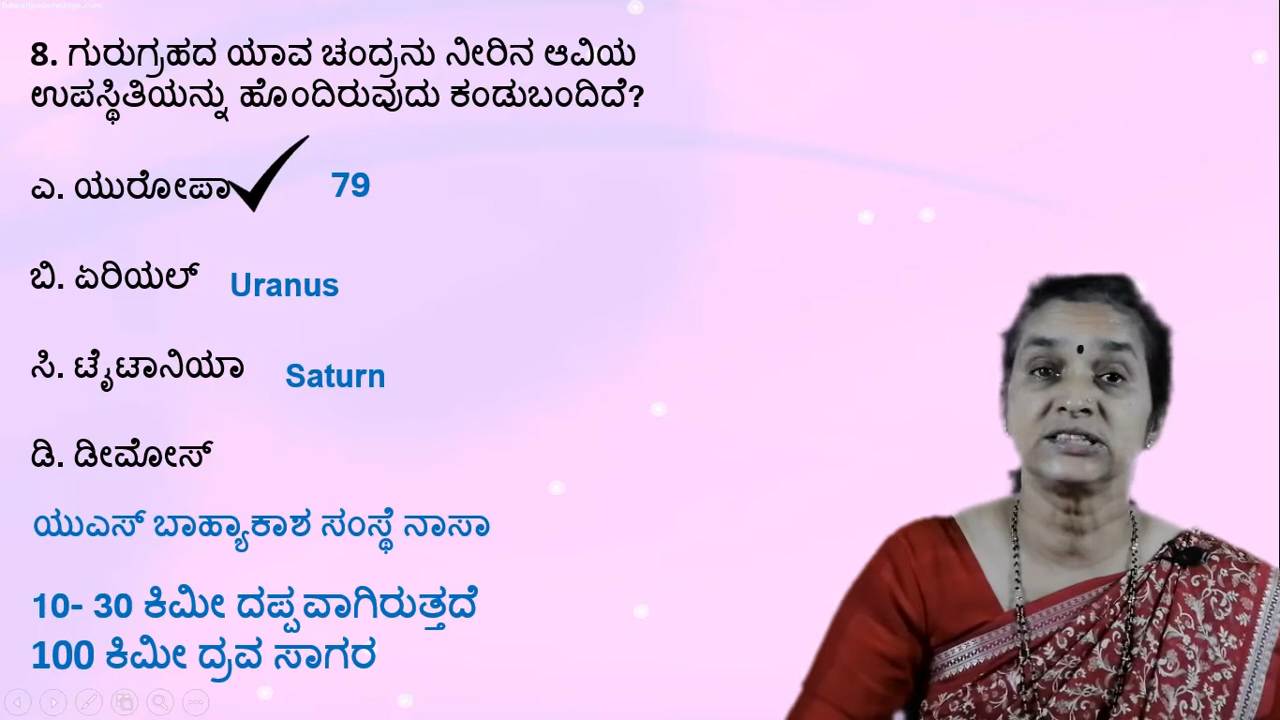 8. ಗುರುಗ್ರಹದ ಯಾವ ಚಂದ್ರನು ನೀರಿನ ಆವಿಯ
ಉಪಸ್ಥಿತಿಯನ್ನು ಹೊಂದಿರುವುದು ಕಂಡುಬಂದಿದೆ?
ಎ. ಯುರೋಪಾ 79
ಬಿ. ಏರಿಯಲ್ Uranus
ಸಿ. ಟೈಟಾನಿಯಾ Saturn
ಡಿ. ಡೀಮೋಸ್
ಯುಎಸ್ ಬಾಹ್ಯಾಕಾಶ ಸಂಸ್ಥೆ ನಾಸಾ
10- 30 ಕಿಮೀ ದಪ್ಪವಾಗಿರುತ್ತದೆ
100 ಕಿಮೀ ದ್ರವ ಸಾಗರ